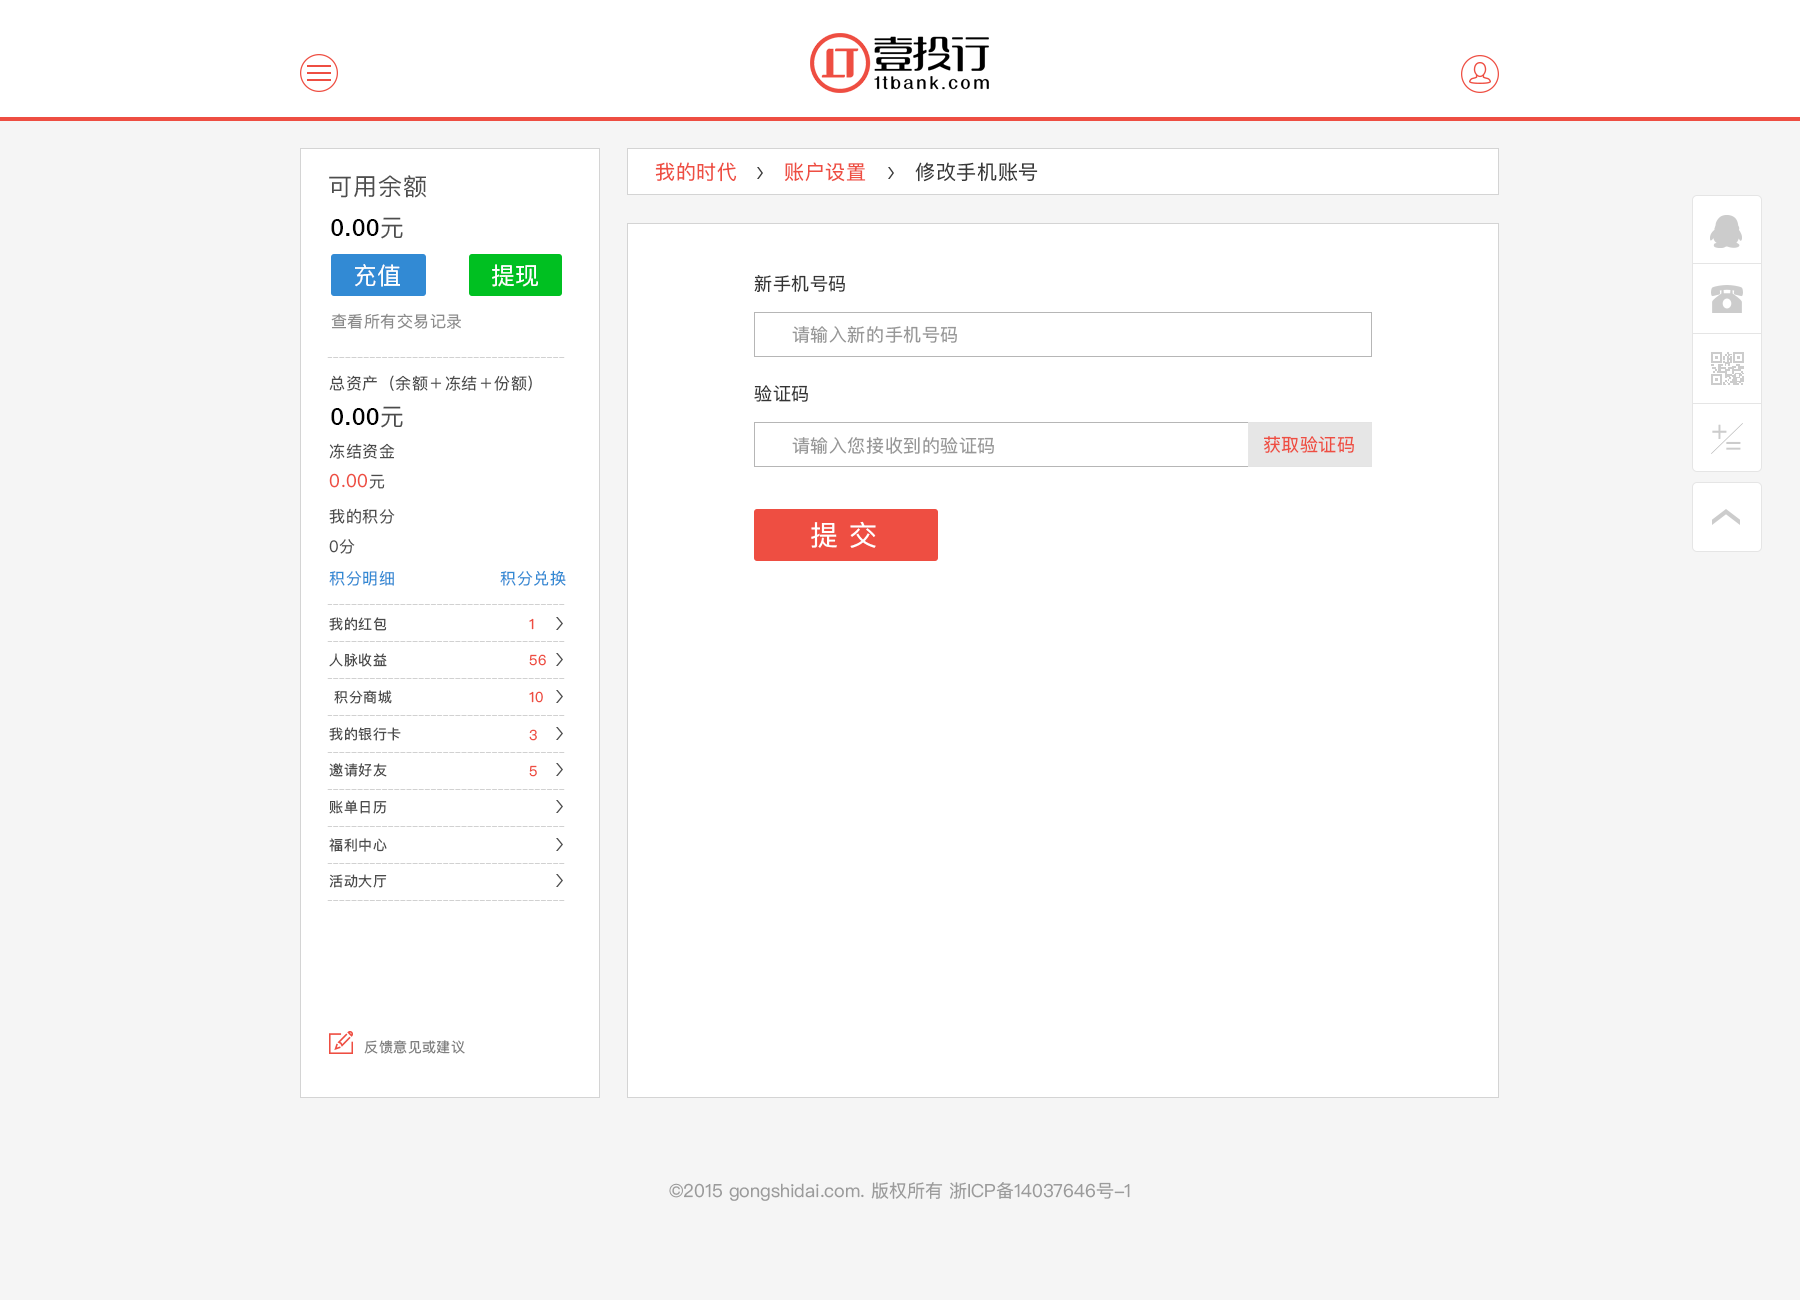 壹投行
1tbank.com
可用余额
0.00元
充值 提现
查看所有交易记录
总资产（余额＋冻结＋份额）
0.00元
冻结资金
0.00元
我的积分
0分
积分明细 积分兑换
我的红包 1
人脉收益 56
积分商城 10
我的银行卡 3
邀请好友 5
账单日历
福利中心
活动大厅
反馈意见或建议
我的时代 > 账户设置 > 修改手机账号
新手机号码
请输入新的手机号码
验证码
请输入您接收到的验证码 获取验证码
提 交
©2015 gongshidai.com. 版权所有 浙ICP备14037646号-1